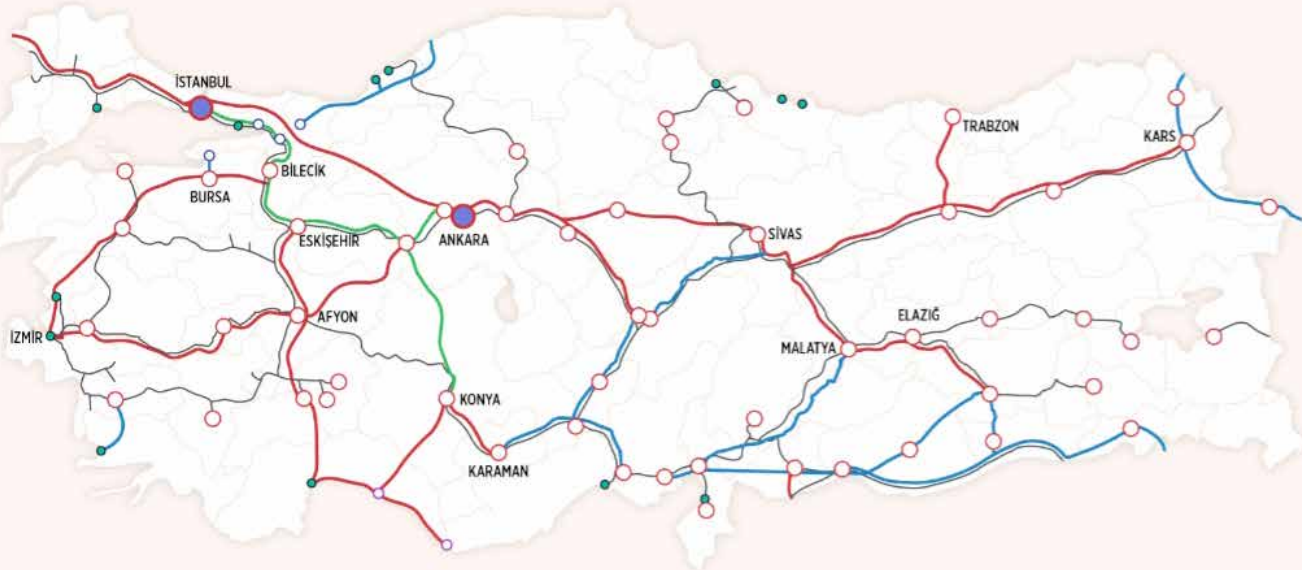 İSTANBUL
TRABZON
KARS
BİLECİK
BURSA
ESKİŞEHİR
ANKARA
SİVAS
AFYON
ELAZIĞ
İZMİR
MALATYA
KONYA
KARAMAN